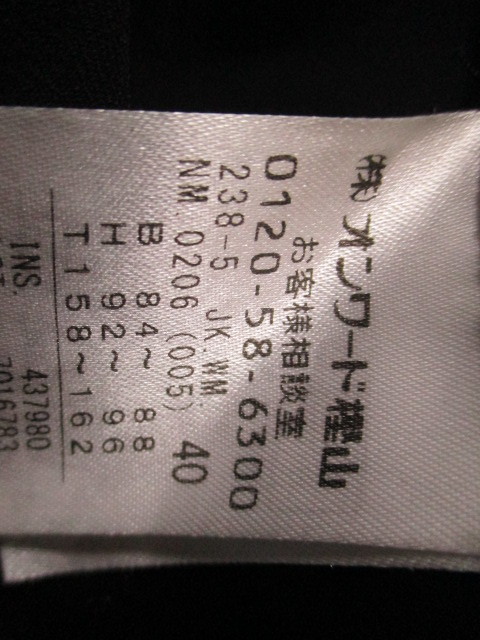 (株)オンワード樫山
お客様相談室
0120-58-6300
238-5 JK.WM
NM.0206 (005) 40
B 84～88
H 92～96
T 158～162
INS. 437980
7016783